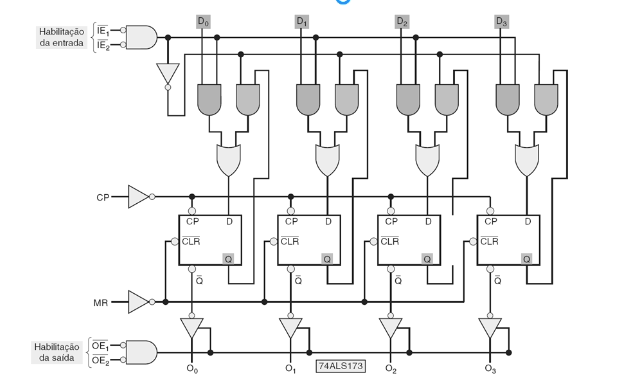 D0 D1 D2 D3
Habilitação
da entrada
IE1
IE2
CP
CP D CP D CP D CP D
CLR CLR CLR CLR
Q Q Q Q
Q̅ Q̅ Q̅ Q̅
MR
Habilitação
da saída
OE1
OE2
O0 O1 74ALS173 O2 O3